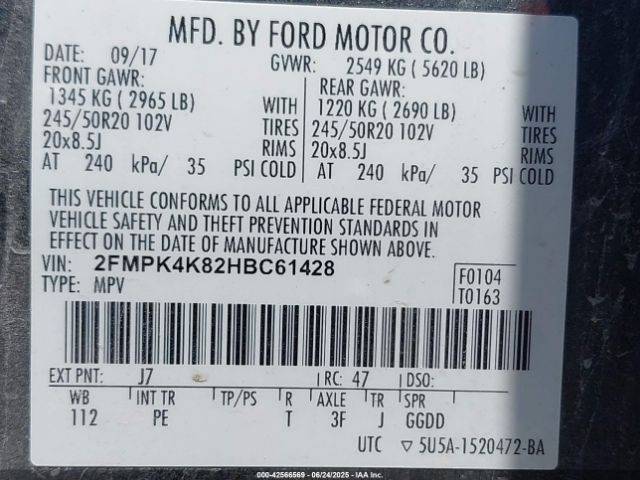 MFD. BY FORD MOTOR CO.
DATE: 09/17 GVWR: 2549 KG ( 5620 LB)
FRONT GAWR: REAR GAWR:
1345 KG ( 2965 LB) 1220 KG ( 2690 LB)
WITH WITH
245/50R20 102V TIRES 245/50R20 102V TIRES
20x8.5J RIMS 20x8.5J RIMS
AT 240 kPa/ 35 PSI COLD AT 240 kPa/ 35 PSI COLD
THIS VEHICLE CONFORMS TO ALL APPLICABLE FEDERAL MOTOR
VEHICLE SAFETY AND THEFT PREVENTION STANDARDS IN
EFFECT ON THE DATE OF MANUFACTURE SHOWN ABOVE.
VIN: 2FMPK4K82HBC61428
TYPE: MPV
F0104
T0163
EXT PNT: J7 RC: 47 DSO:
WB INT TR TP/PS R AXLE TR SPR
112 PE T 3F J GGDD
UTC ▽ 5U5A-1520472-BA
000-42566569 - 06/24/2025 - IAAI.CA